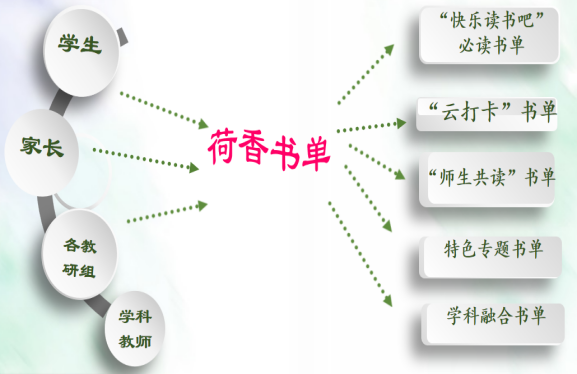 学生
家长
各教
研组
学科
教师
荷香书单
“快乐读书吧”
必读书单
“云打卡”书单
“师生共读”书单
特色专题书单
学科融合书单